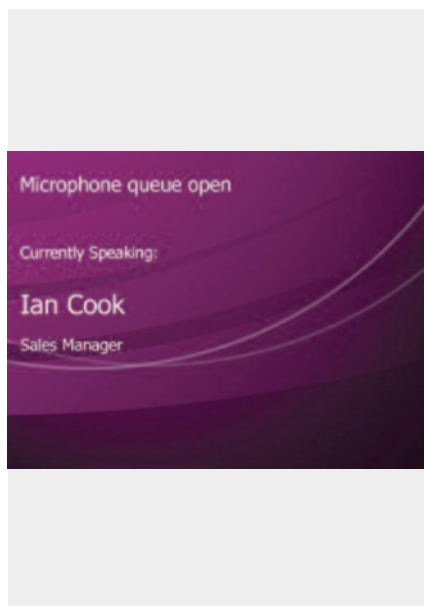 Microphone queue open
Currently Speaking:
Ian Cook
Sales Manager